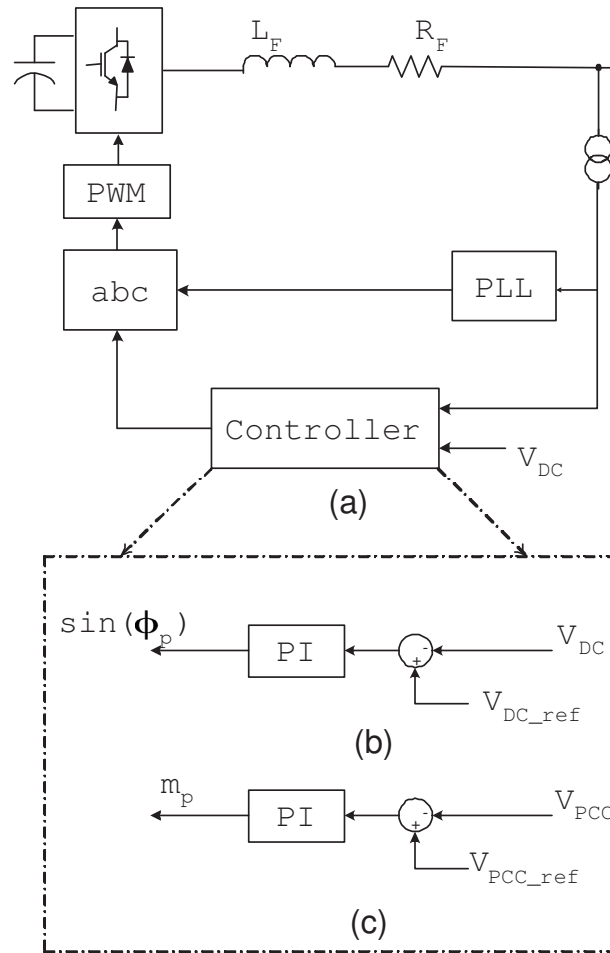 L_F R_F
PWM
abc
PLL
Controller
V_DC
(a)
sin(ϕ_p)
PI
-
+
V_DC
V_DC_ref
(b)
m_p
PI
-
+
V_PCC
V_PCC_ref
(c)